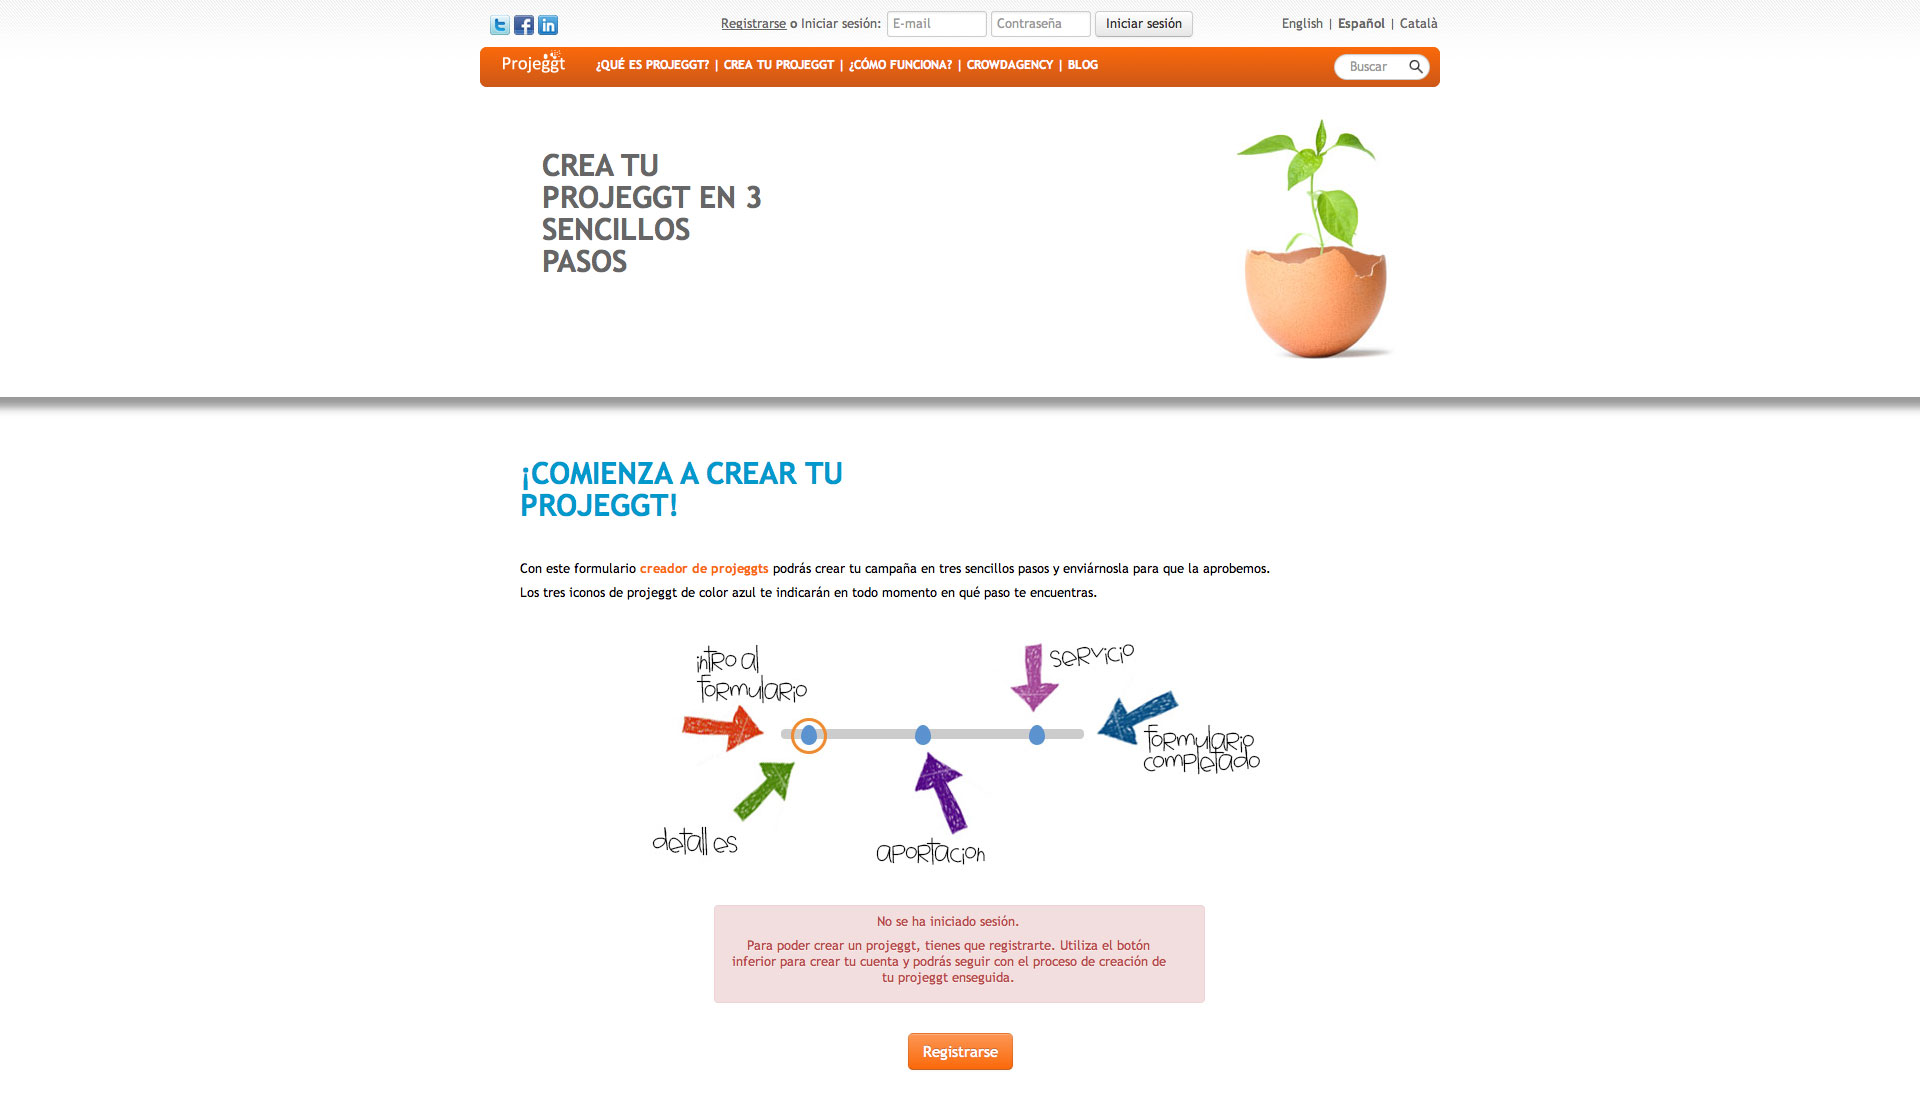 Registrarse o Iniciar sesión: E-mail Contraseña Iniciar sesión English | Español | Català
Projeggt ¿QUÉ ES PROJEGGT? | CREA TU PROJEGGT | ¿CÓMO FUNCIONA? | CROWDAGENCY | BLOG Buscar
CREA TU
PROJEGGT EN 3
SENCILLOS
PASOS
¡COMIENZA A CREAR TU
PROJEGGT!
Con este formulario creador de projeggts podrás crear tu campaña en tres sencillos pasos y enviárnosla para que la aprobemos.
Los tres iconos de projeggt de color azul te indicarán en todo momento en qué paso te encuentras.
intro al
formulario
servicio
formulario
completado
detalles
aportacion
No se ha iniciado sesión.
Para poder crear un projeggt, tienes que registrarte. Utiliza el botón
inferior para crear tu cuenta y podrás seguir con el proceso de creación de
tu projeggt enseguida.
Registrarse